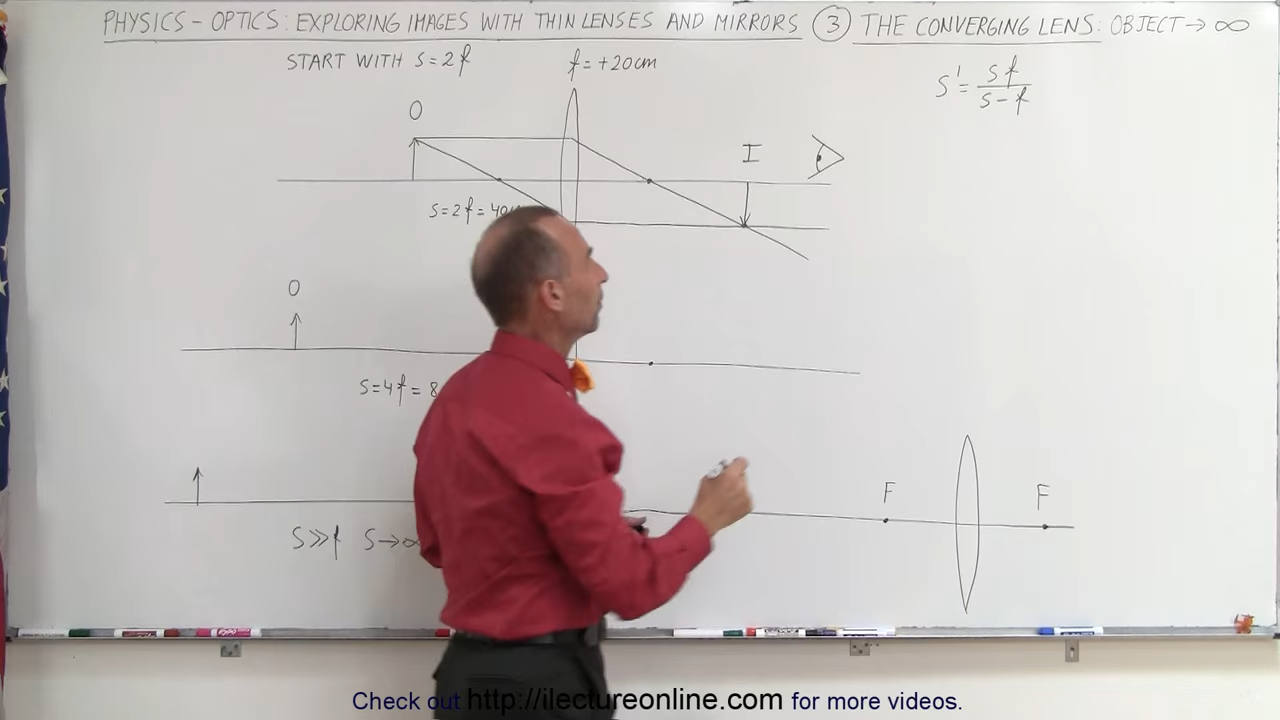 PHYSICS - OPTICS: EXPLORING IMAGES WITH THIN LENSES AND MIRRORS ③ THE CONVERGING LENS: OBJECT → ∞
START WITH S = 2f
f = +20cm
S' = sf / s - f
O
I
S = 2f = 40
O
S = 4f = 8
F
F
S ≫ f S → ∞
Check out http://ilectureonline.com for more videos.